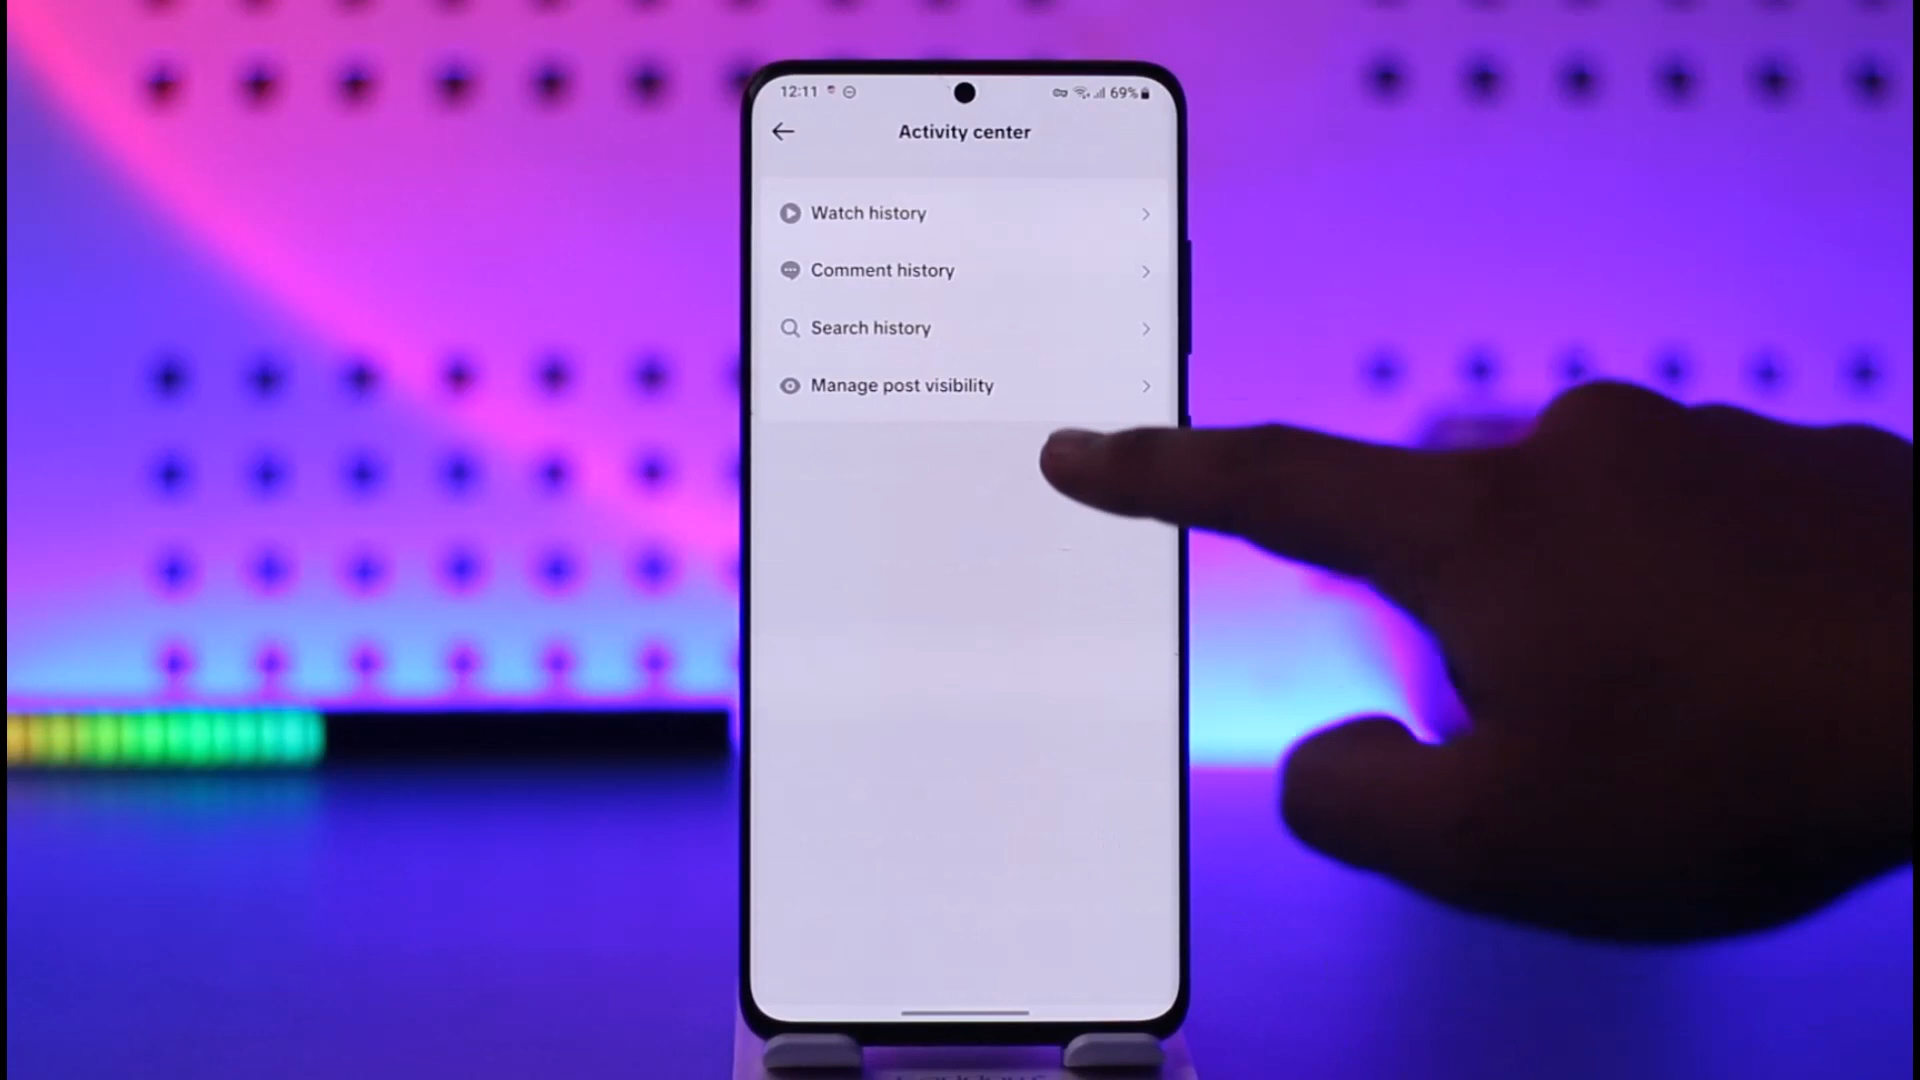 12:11 69%
Activity center
Watch history
Comment history
Search history
Manage post visibility